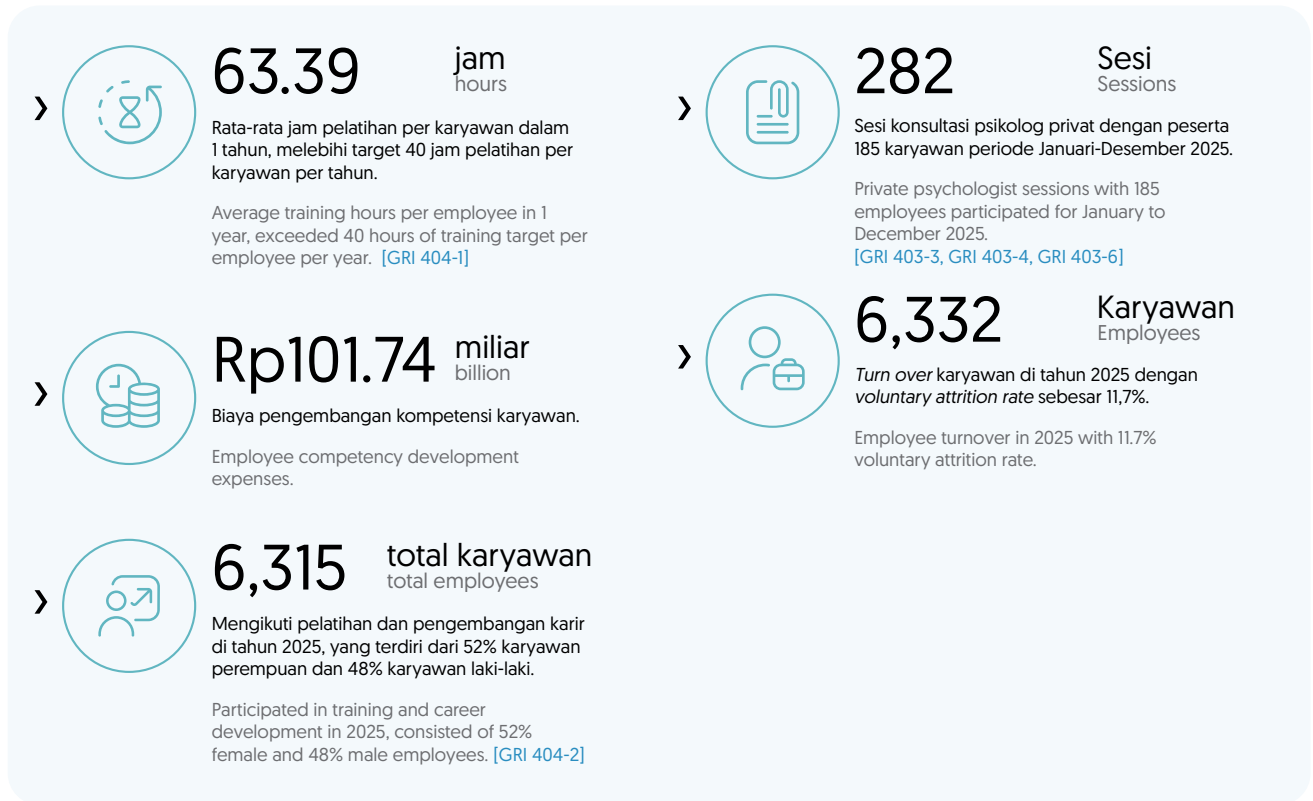 63.39 jam
hours
Rata-rata jam pelatihan per karyawan dalam
1 tahun, melebihi target 40 jam pelatihan per
karyawan per tahun.
Average training hours per employee in 1
year, exceeded 40 hours of training target per
employee per year. [GRI 404-1]
Rp101.74 miliar
billion
Biaya pengembangan kompetensi karyawan.
Employee competency development
expenses.
6,315 total karyawan
total employees
Mengikuti pelatihan dan pengembangan karir
di tahun 2025, yang terdiri dari 52% karyawan
perempuan dan 48% karyawan laki-laki.
Participated in training and career
development in 2025, consisted of 52%
female and 48% male employees. [GRI 404-2]
282 Sesi
Sessions
Sesi konsultasi psikolog privat dengan peserta
185 karyawan periode Januari-Desember 2025.
Private psychologist sessions with 185
employees participated for January to
December 2025.
[GRI 403-3, GRI 403-4, GRI 403-6]
6,332 Karyawan
Employees
Turn over karyawan di tahun 2025 dengan
voluntary attrition rate sebesar 11,7%.
Employee turnover in 2025 with 11.7%
voluntary attrition rate.